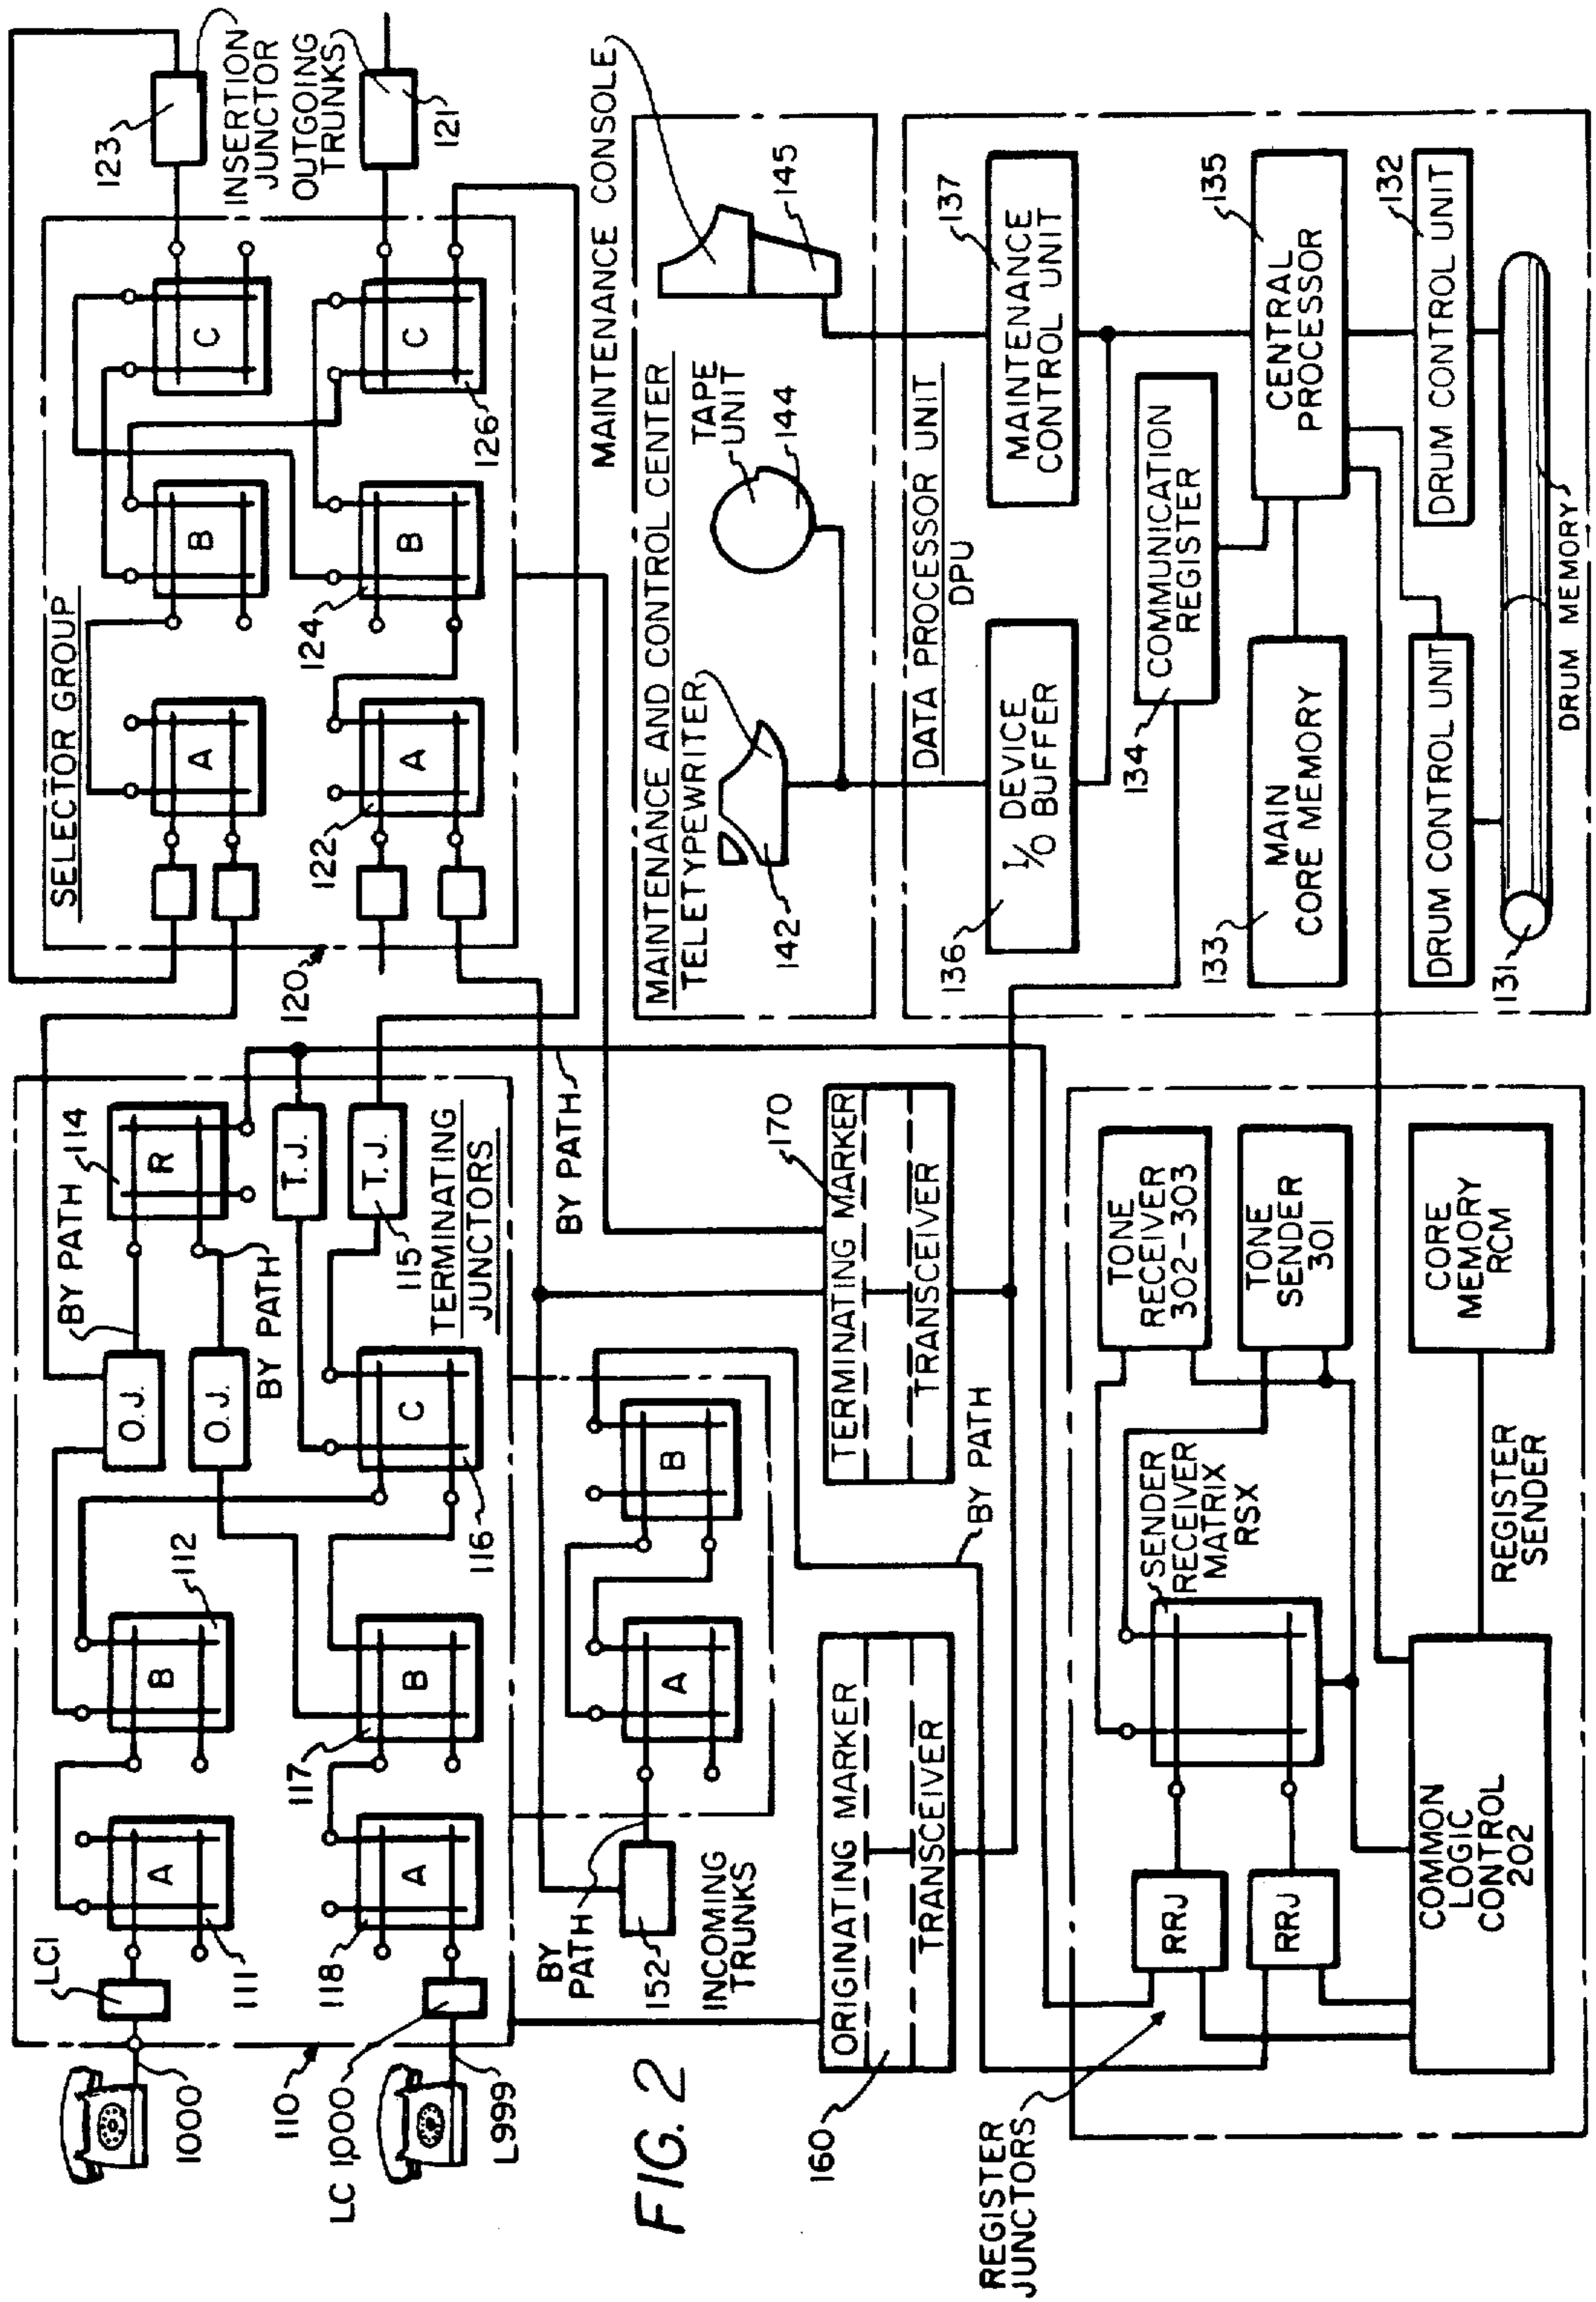 1000
LC1
111
A
B
112
BY PATH
114
O.J.
O.J.
BY PATH
R
T.J.
T.J.
115
TERMINATING
JUNCTORS
110
LC 1000
L999
118
A
117
B
C
116
120
SELECTOR GROUP
A
B
C
123
INSERTION
JUNCTOR
OUTGOING
TRUNKS
121
122
A
124
B
C
126
BY
PATH
152
INCOMING
TRUNKS
A
B
BY PATH
FIG. 2
160
ORIGINATING MARKER
TRANSCEIVER
TERMINATING MARKER
TRANSCEIVER
170
BY PATH
MAINTENANCE CONSOLE
MAINTENANCE AND CONTROL CENTER
TELETYPEWRITER
142
TAPE
UNIT
144
145
DATA PROCESSOR UNIT
DPU
136
I/O DEVICE
BUFFER
MAINTENANCE
CONTROL UNIT
137
134
COMMUNICATION
REGISTER
133
MAIN
CORE MEMORY
CENTRAL
PROCESSOR
135
DRUM CONTROL UNIT
DRUM CONTROL UNIT
132
131
DRUM MEMORY
REGISTER
JUNCTORS
RRJ
RRJ
SENDER
RECEIVER
MATRIX
RSX
TONE
RECEIVER
302-303
TONE
SENDER
301
COMMON
LOGIC
CONTROL
202
REGISTER
SENDER
CORE
MEMORY
RCM